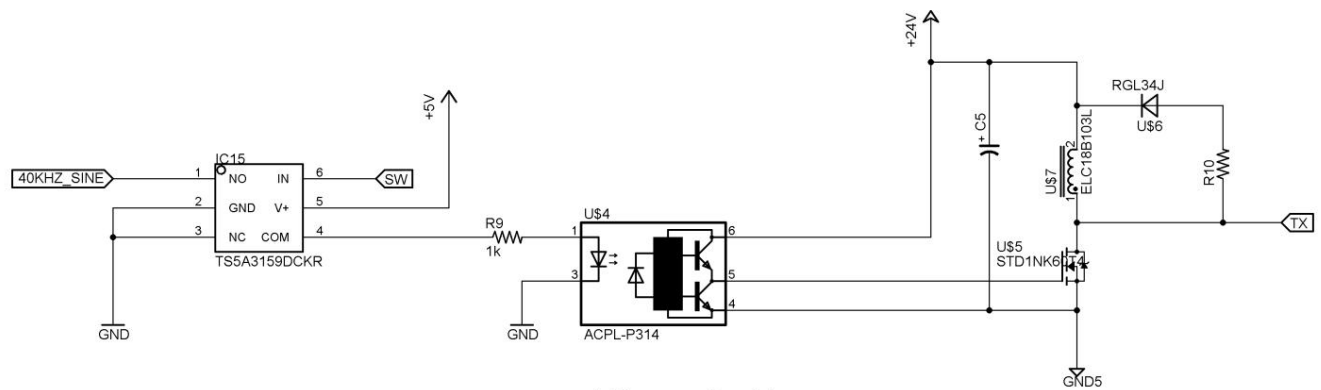 +24V
RGL34J
U$6
+ C5
+5V
ELC18B103L
U$7
2
1
R10
IC15
40KHZ_SINE
1
NO
IN
6
SW
2
GND
V+
5
3
NC
COM
4
TS5A3159DCKR
R9
1k
U$4
1
3
6
5
4
ACPL-P314
TX
U$5
GND
GND
GND5